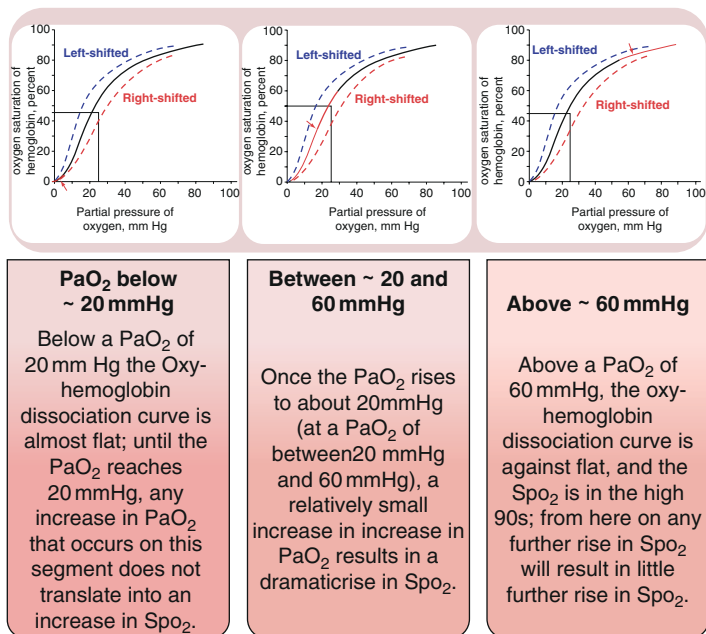 oxygen saturation of
hemoglobin, percent
100
80
60
40
20
0
Left-shifted
Right-shifted
0 20 40 60 80 100
Partial pressure of
oxygen, mm Hg
oxygen saturation of
hemoglobin, percent
100
80
60
40
20
0
Left-shifted
Right-shifted
0 20 40 60 80 100
Partial pressure of
oxygen, mm Hg
oxygen saturation of
hemoglobin, percent
100
80
60
40
20
0
Left-shifted
Right-shifted
0 20 40 60 80 100
Partial pressure of
oxygen, mm Hg
PaO₂ below
~ 20 mmHg
Below a PaO₂ of
20 mm Hg the Oxy-
hemoglobin
dissociation curve is
almost flat; until the
PaO₂ reaches
20 mmHg, any
increase in PaO₂
that occurs on this
segment does not
translate into an
increase in Spo₂.
Between ~ 20 and
60 mmHg
Once the PaO₂ rises
to about 20mmHg
(at a PaO₂ of
between20 mmHg
and 60 mmHg), a
relatively small
increase in increase in
PaO₂ results in a
dramaticrise in Spo₂.
Above ~ 60 mmHg
Above a PaO₂ of
60 mmHg, the oxy-
hemoglobin
dissociation curve is
against flat, and the
Spo₂ is in the high
90s; from here on any
further rise in Spo₂
will result in little
further rise in Spo₂.